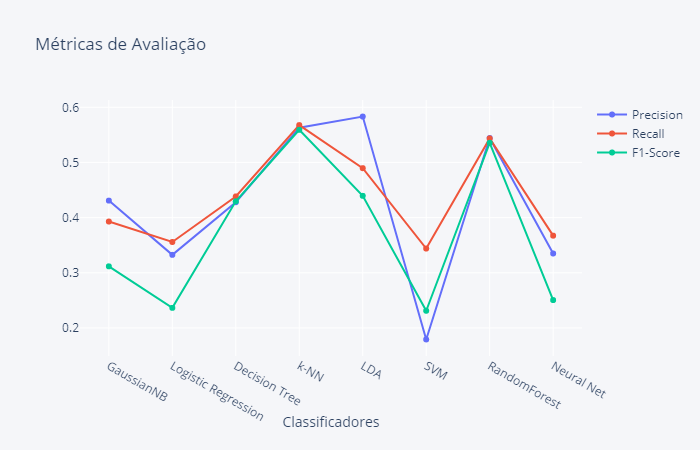 Métricas de Avaliação
Precision
Recall
F1-Score
0.6
0.5
0.4
0.3
0.2
GaussianNB
Logistic Regression
Decision Tree
k-NN
LDA
SVM
RandomForest
Neural Net
Classificadores